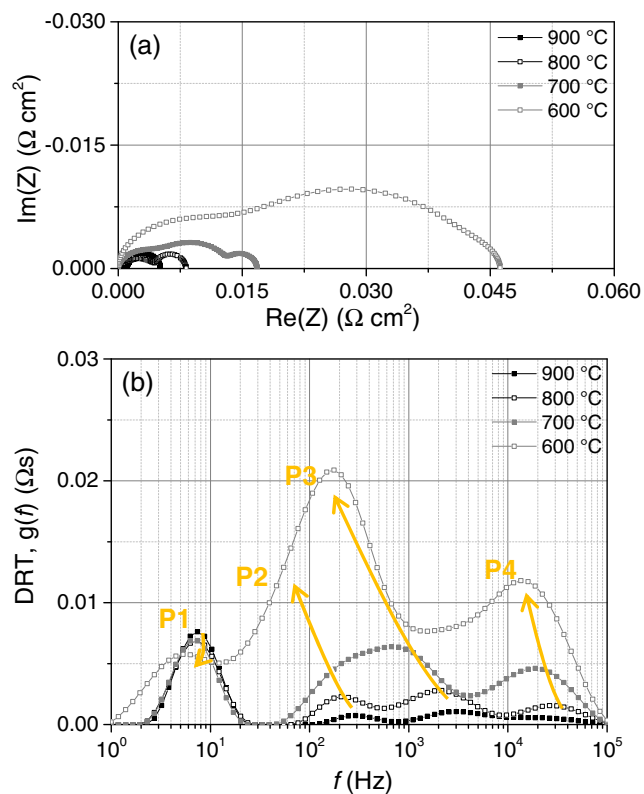 (a)
900 °C
800 °C
700 °C
600 °C
-0.030
-0.015
0.000
Im(Z) (Ω cm²)
0.000 0.015 0.030 0.045 0.060
Re(Z) (Ω cm²)
(b)
900 °C
800 °C
700 °C
600 °C
0.03
0.02
0.01
0.00
DRT, g(f) (Ωs)
P3
P2
P4
P1
10⁰ 10¹ 10² 10³ 10⁴ 10⁵
f (Hz)